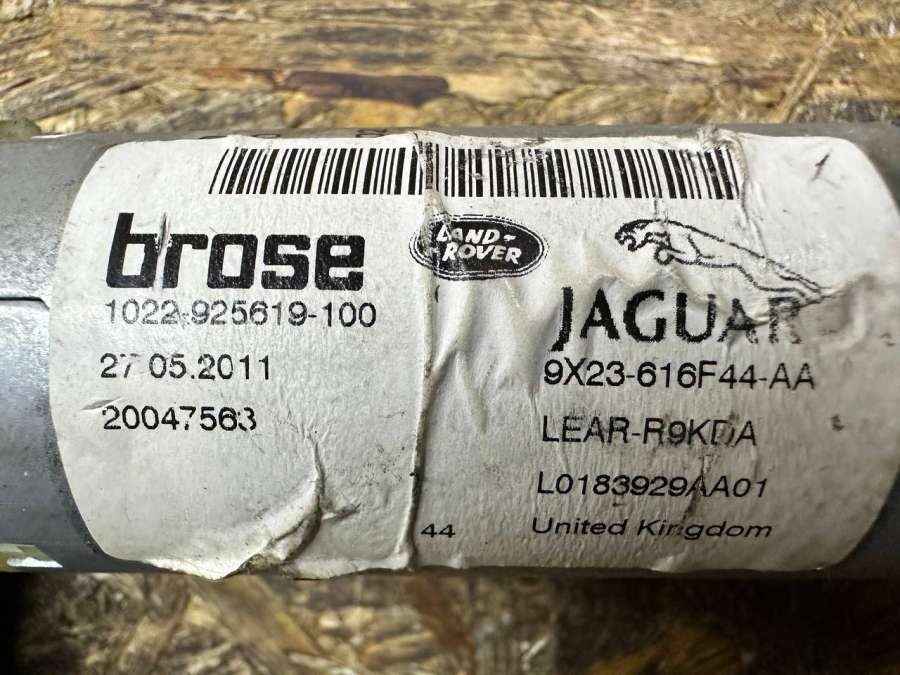 brose
1022-925619-100
27.05.2011
20047563
LAND-
ROVER
JAGUAR
9X23-616F44-AA
LEAR-R9KDA
L0183929AA01
United Kingdom
44